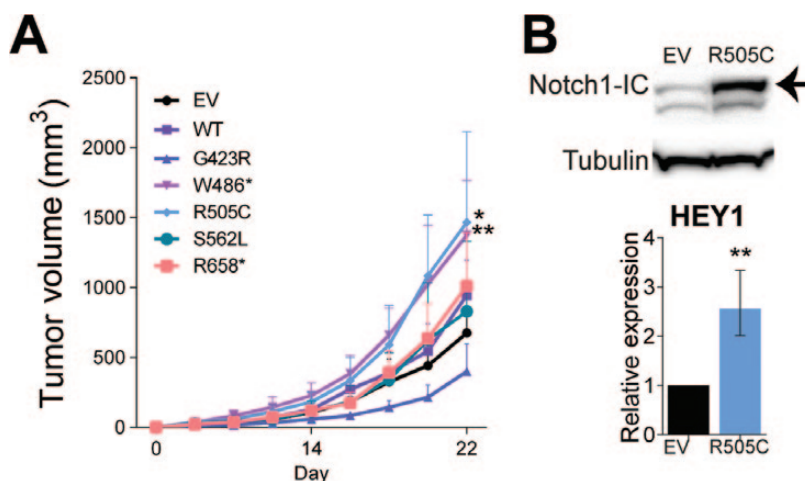 A
Tumor volume (mm³)
2500
2000
1500
1000
500
0
EV
WT
G423R
W486*
R505C
S562L
R658*
*
**
0
14
22
Day
B
EV R505C
Notch1-IC
Tubulin
HEY1
Relative expression
4
3
2
1
0
**
EV R505C